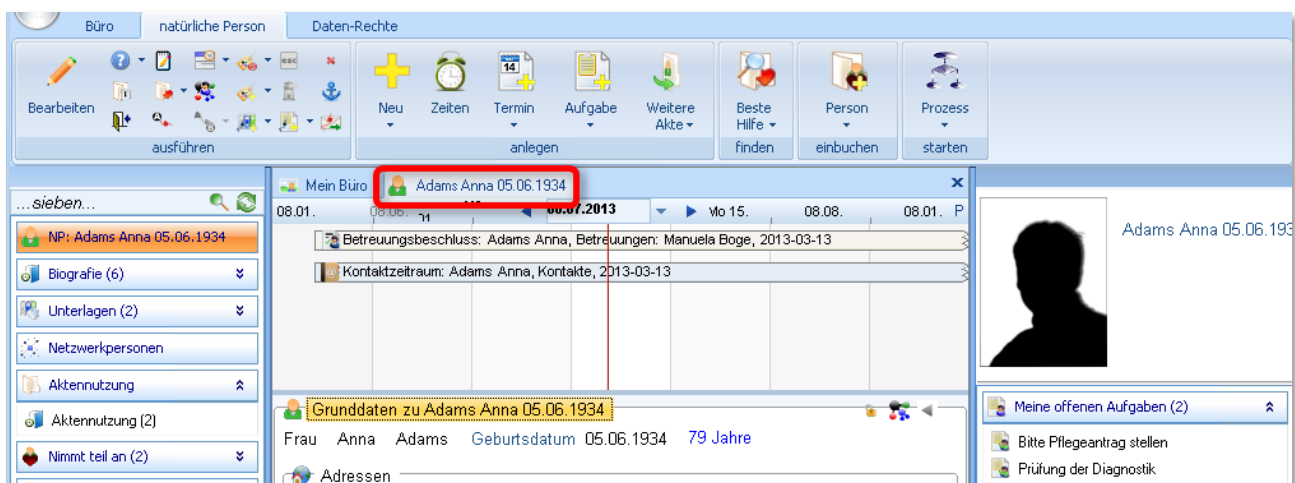 Büro natürliche Person Daten-Rechte
Bearbeiten
Neu Zeiten Termin Aufgabe Weitere Akte
Beste Hilfe
Person
Prozess
ausführen anlegen finden einbuchen starten
...sieben...
NP: Adams Anna 05.06.1934
Biografie (6)
Unterlagen (2)
Netzwerkpersonen
Aktennutzung
Aktennutzung (2)
Nimmt teil an (2)
Mein Büro Adams Anna 05.06.1934
08.01. 08.06. .07.2013 Mo 15. 08.08. 08.01. P
Betreuungsbeschluss: Adams Anna, Betreuungen: Manuela Boge, 2013-03-13
Kontaktzeitraum: Adams Anna, Kontakte, 2013-03-13
Grunddaten zu Adams Anna 05.06.1934
Frau Anna Adams Geburtsdatum 05.06.1934 79 Jahre
Adressen
Adams Anna 05.06.193
Meine offenen Aufgaben (2)
Bitte Pflegeantrag stellen
Prüfung der Diagnostik